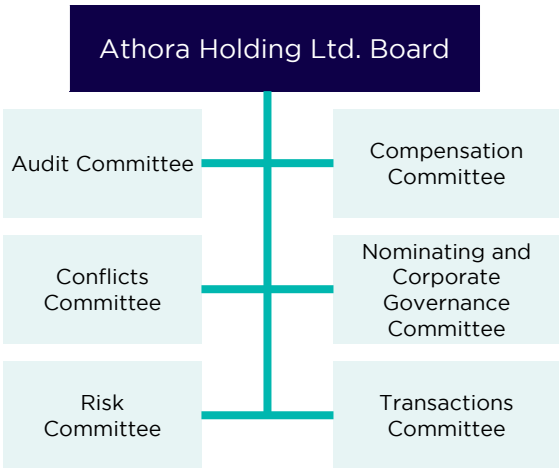 Athora Holding Ltd. Board
Audit Committee
Compensation
Committee
Conflicts
Committee
Nominating and
Corporate
Governance
Committee
Risk
Committee
Transactions
Committee